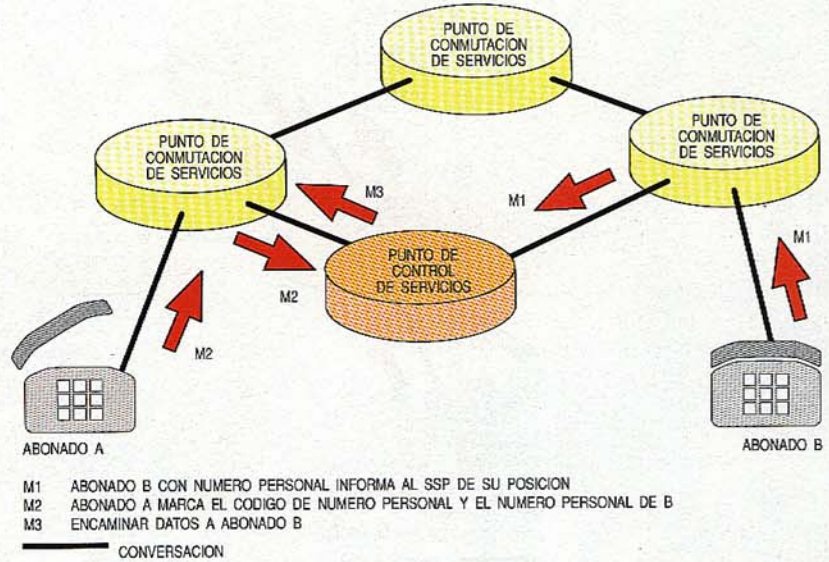 PUNTO DE
CONMUTACION
DE SERVICIOS
PUNTO DE
CONMUTACION
DE SERVICIOS
PUNTO DE
CONMUTACION
DE SERVICIOS
M3
M1
PUNTO DE
CONTROL
DE SERVICIOS
M1
M2
M2
ABONADO A
ABONADO B
M1 ABONADO B CON NUMERO PERSONAL INFORMA AL SSP DE SU POSICION
M2 ABONADO A MARCA EL CODIGO DE NUMERO PERSONAL Y EL NUMERO PERSONAL DE B
M3 ENCAMINAR DATOS A ABONADO B
CONVERSACION